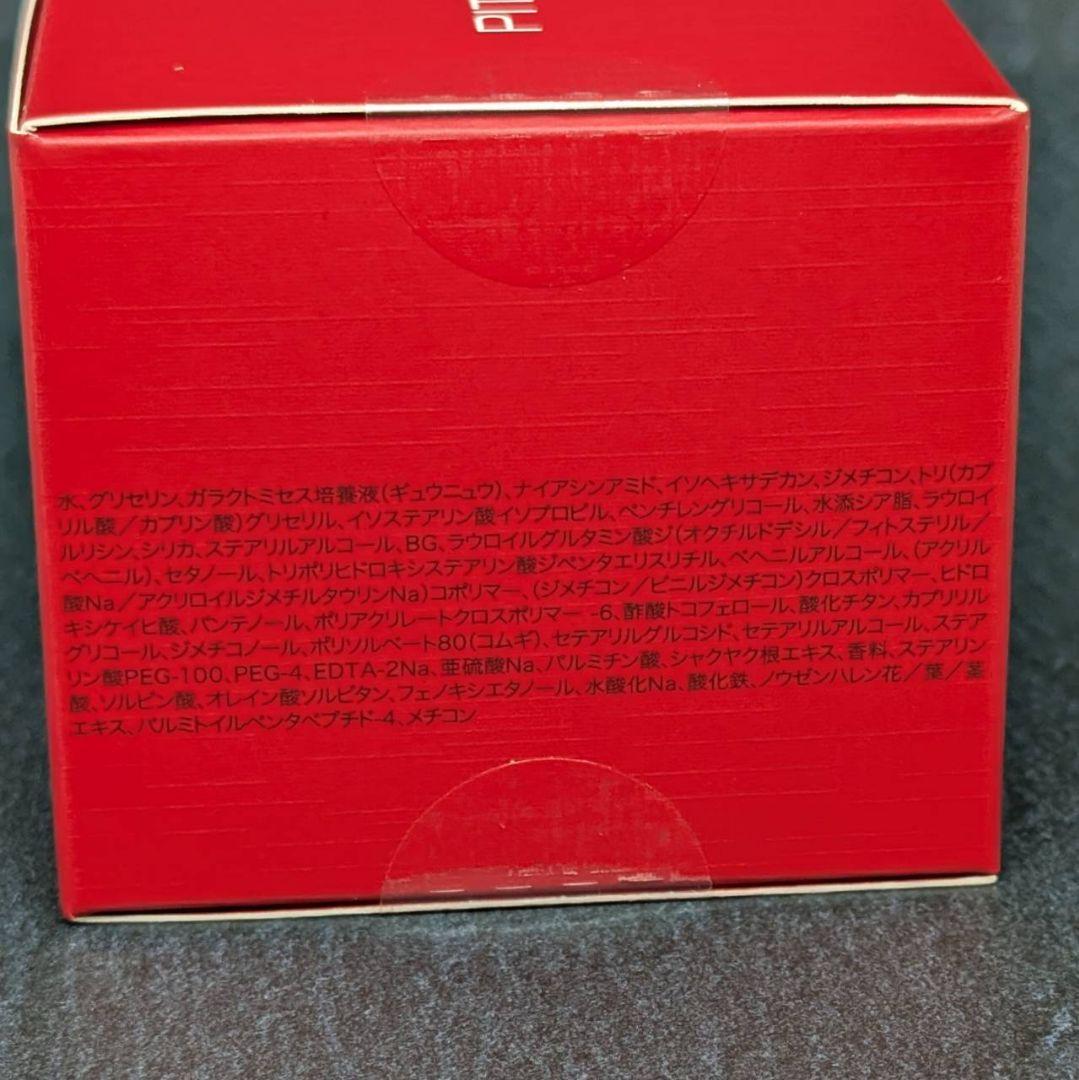 PIT
水、グリセリン、ガラクトミセス培養液(ギュウニュウ)、ナイアシンアミド、イソヘキサデカン、ジメチコン、トリ(カプ
リル酸／カプリン酸)グリセリル、イソステアリン酸イソプロピル、ペンチレングリコール、水添シア脂、ラウロイ
ルリシン、シリカ、ステアリルアルコール、BG、ラウロイルグルタミン酸ジ(オクチルドデシル／フィトステリル／
ベヘニル)、セタノール、トリポリヒドロキシステアリン酸ジペンタエリスリチル、ベヘニルアルコール、(アクリル
酸Na／アクリロイルジメチルタウリンNa)コポリマー、(ジメチコン／ビニルジメチコン)クロスポリマー、ヒドロ
キシケイヒ酸、パンテノール、ポリアクリレートクロスポリマー -6、酢酸トコフェロール、酸化チタン、カプリリル
グリコール、ジメチコノール、ポリソルベート80(コムギ)、セテアリルグルコシド、セテアリルアルコール、ステア
リン酸PEG-100、PEG-4、EDTA-2Na、亜硫酸Na、パルミチン酸、シャクヤク根エキス、香料、ステアリン
酸、ソルビン酸、オレイン酸ソルビタン、フェノキシエタノール、水酸化Na、酸化鉄、ノウゼンハレン花／葉／茎
エキス、パルミトイルペンタペプチド-4、メチコン